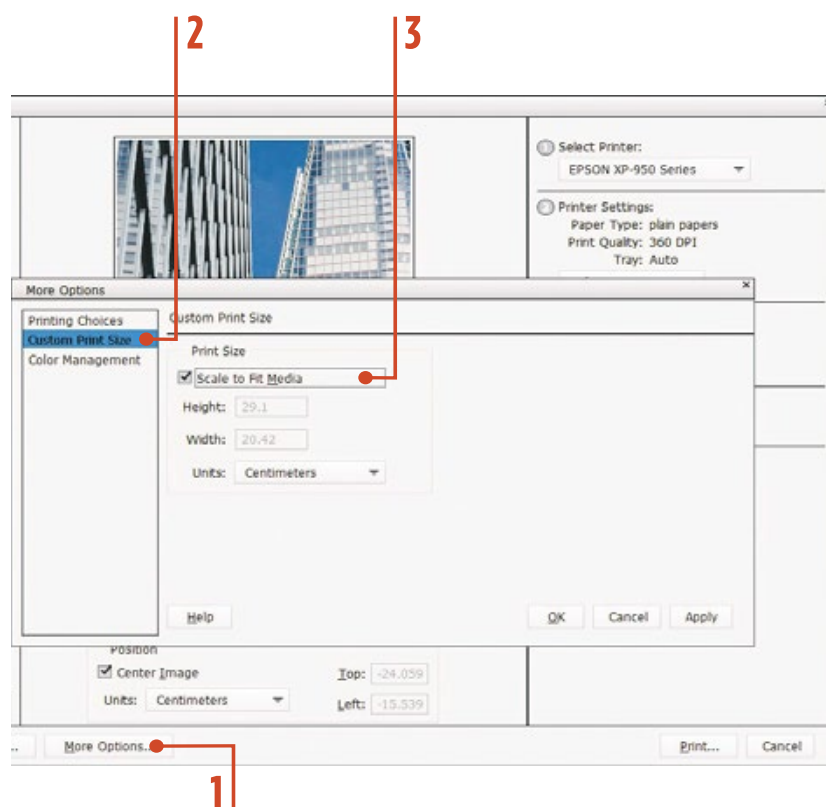 2
3
Select Printer:
EPSON XP-950 Series
Printer Settings:
Paper Type: plain papers
Print Quality: 360 DPI
Tray: Auto
More Options
Printing Choices
Custom Print Size
Color Management
Custom Print Size
Print Size
Scale to Fit Media
Height: 29.1
Width: 20.42
Units: Centimeters
Help
OK Cancel Apply
Position
Center Image
Top: -24.059
Units: Centimeters
Left: -15.539
... More Options...
Print... Cancel
1